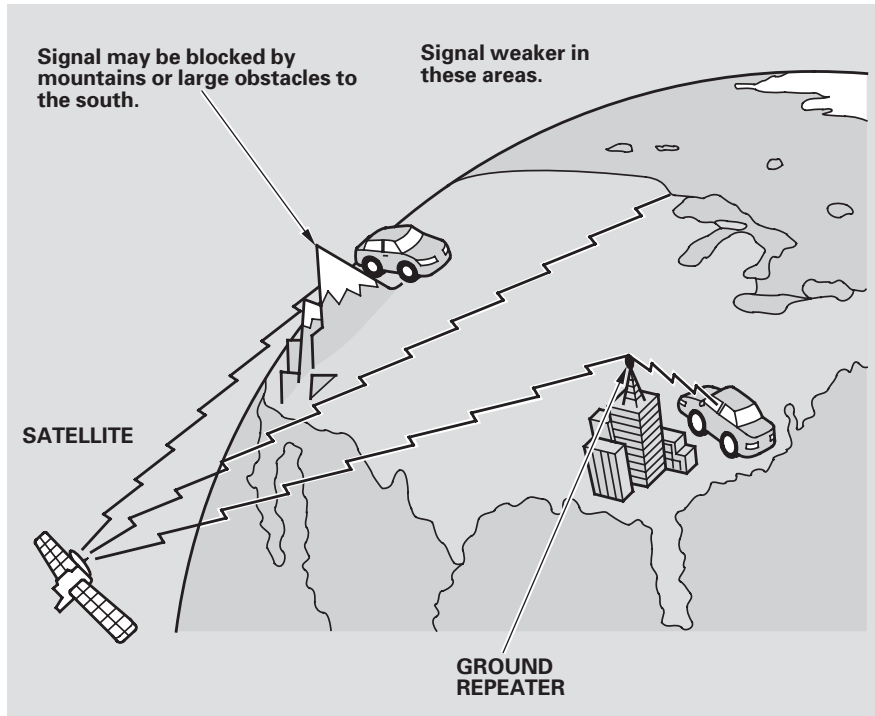 Signal may be blocked by
mountains or large obstacles to
the south.
Signal weaker in
these areas.
SATELLITE
GROUND
REPEATER